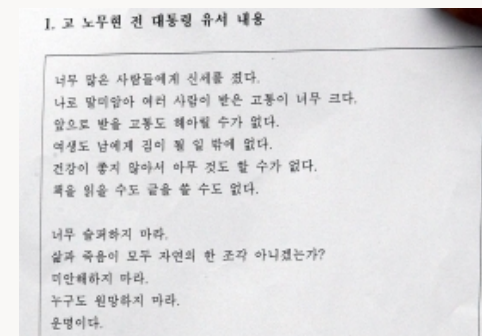 1. 고 노무현 전 대통령 유서 내용
너무 많은 사람들에게 신세를 졌다.
나로 말미암아 여러 사람이 받은 고통이 너무 크다.
앞으로 받을 고통도 헤아릴 수가 없다.
여생도 남에게 짐이 될 일 밖에 없다.
건강이 좋지 않아서 아무 것도 할 수가 없다.
책을 읽을 수도 글을 쓸 수도 없다.
너무 슬퍼하지 마라.
삶과 죽음이 모두 자연의 한 조각 아니겠는가?
미안해하지 마라.
누구도 원망하지 마라.
운명이다.